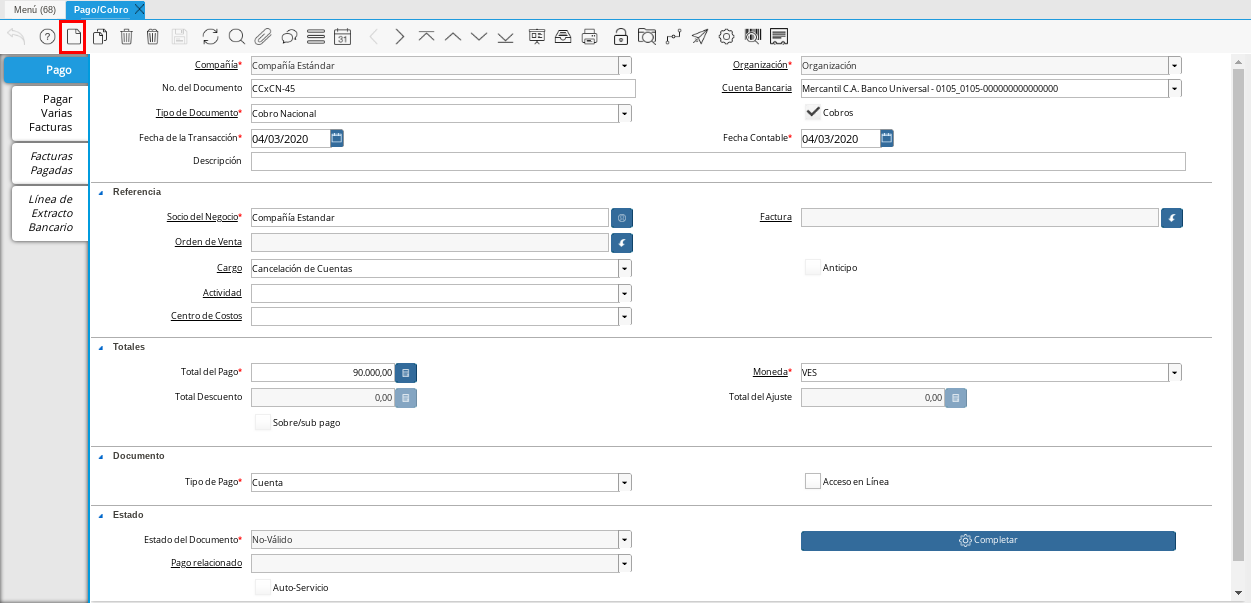 Menú (68) Pago/Cobro
31
Pago
Pagar
Varias
Facturas
Facturas
Pagadas
Línea de
Extracto
Bancario
Compañía* Compañía Estándar Organización* Organización
No. del Documento CCxCN-45 Cuenta Bancaria Mercantil C.A. Banco Universal - 0105_0105-000000000000000
Tipo de Documento* Cobro Nacional Cobros
Fecha de la Transacción* 04/03/2020 Fecha Contable* 04/03/2020
Descripción
Referencia
Socio del Negocio* Compañía Estandar Factura
Orden de Venta
Cargo Cancelación de Cuentas Anticipo
Actividad
Centro de Costos
Totales
Total del Pago* 90.000,00 Moneda* VES
Total Descuento 0,00 Total del Ajuste 0,00
Sobre/sub pago
Documento
Tipo de Pago* Cuenta Acceso en Línea
Estado
Estado del Documento* No-Válido Completar
Pago relacionado
Auto-Servicio